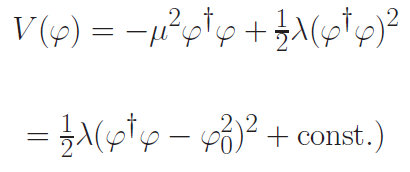 V(φ) = −μ²φ†φ + ½λ(φ†φ)²
= ½λ(φ†φ − φ₀²)² + const.)